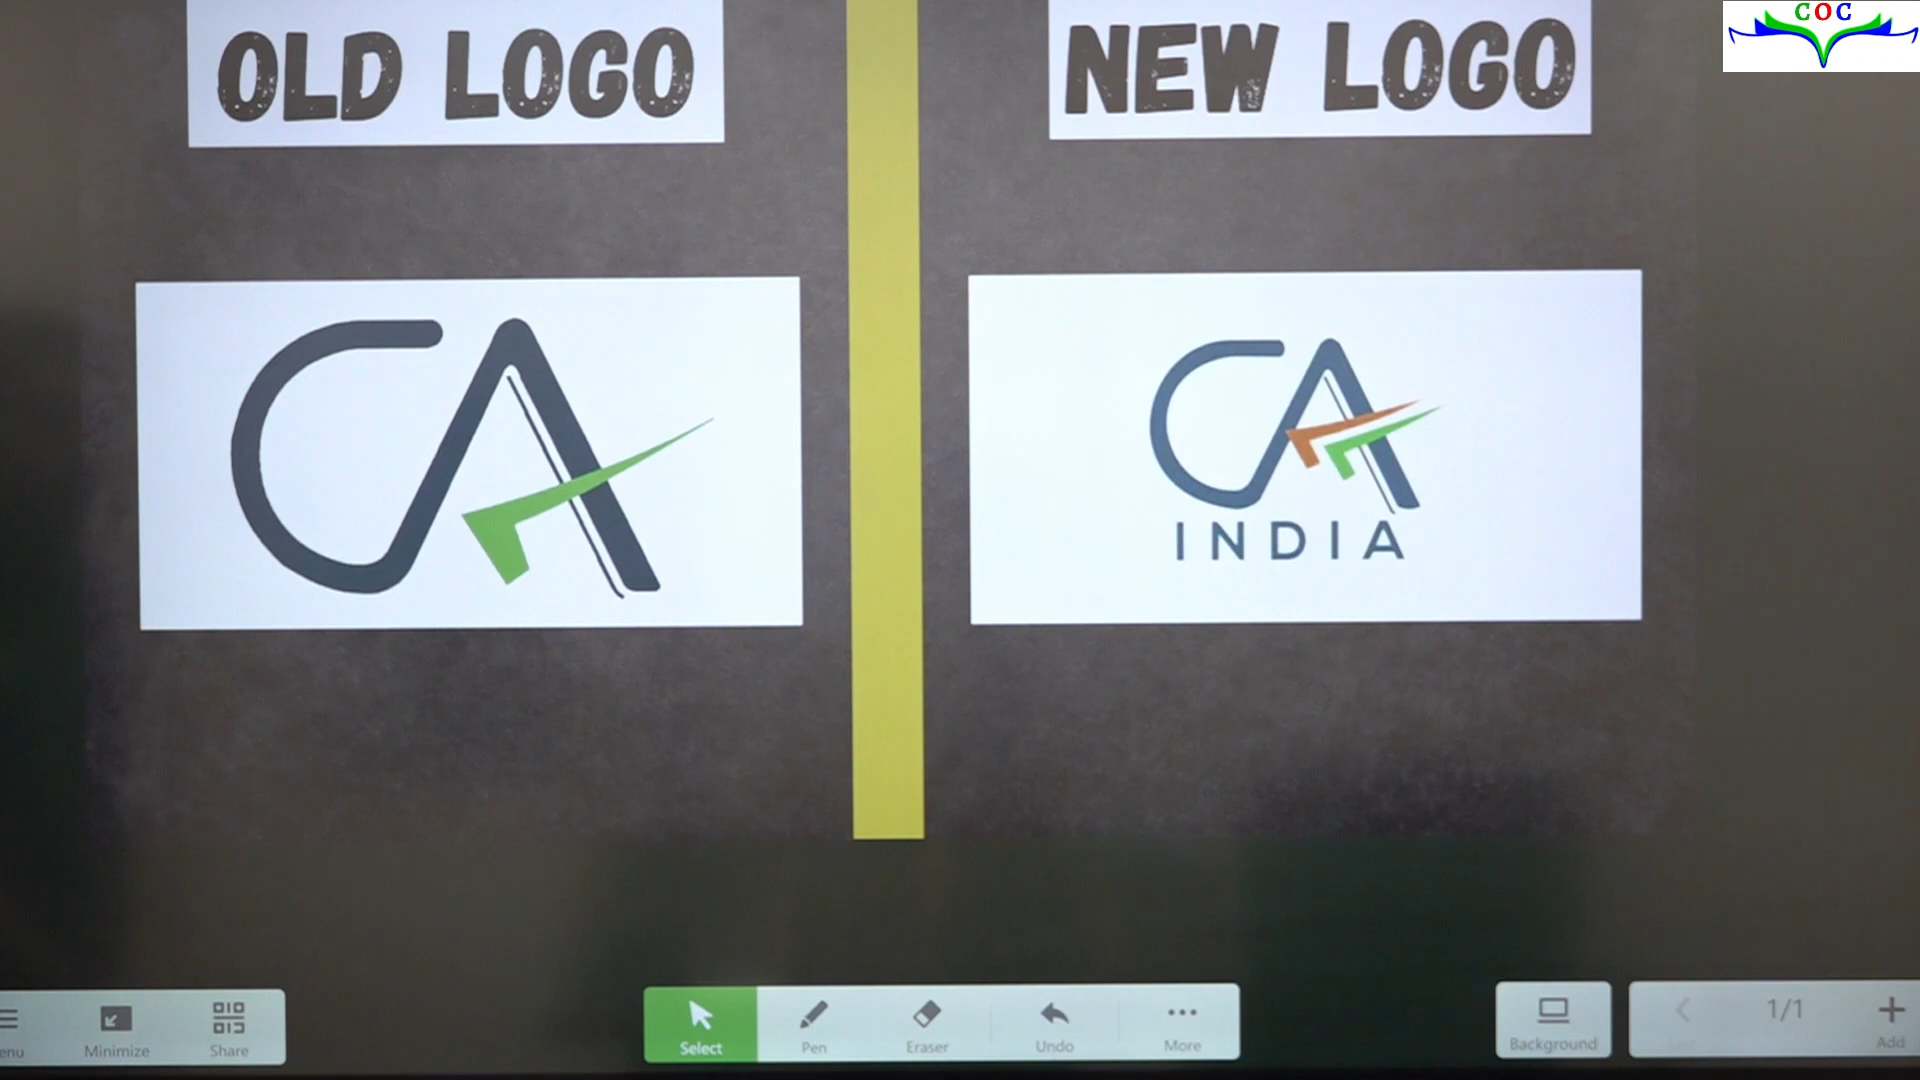 COC
OLD LOGO
NEW LOGO
CA
CA
INDIA
enu
Minimize
Share
Select
Pen
Eraser
Undo
More
Background
1/1
Add